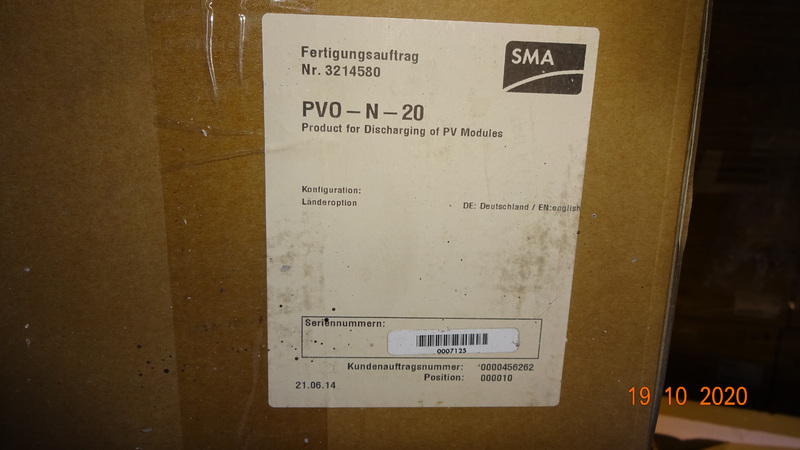 Fertigungsauftrag
Nr. 3214580
SMA
PVO – N – 20
Product for Discharging of PV Modules
Konfiguration:
Länderoption DE: Deutschland / EN:english
Seriennummern:
0007125
Kundenauftragsnummer: '0000456262
Position: 000010
21.06.14
19 10 2020